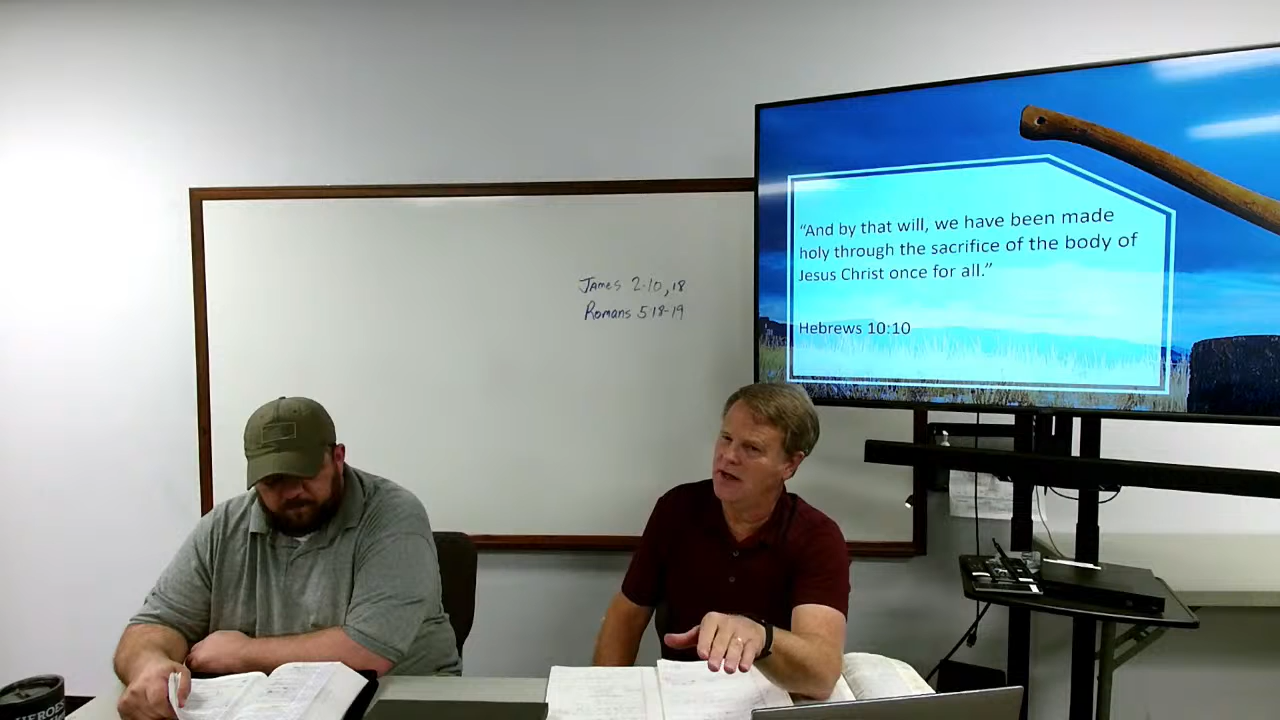 James 2:10,18
Romans 5:18-19
“And by that will, we have been made
holy through the sacrifice of the body of
Jesus Christ once for all.”
Hebrews 10:10
HEROES